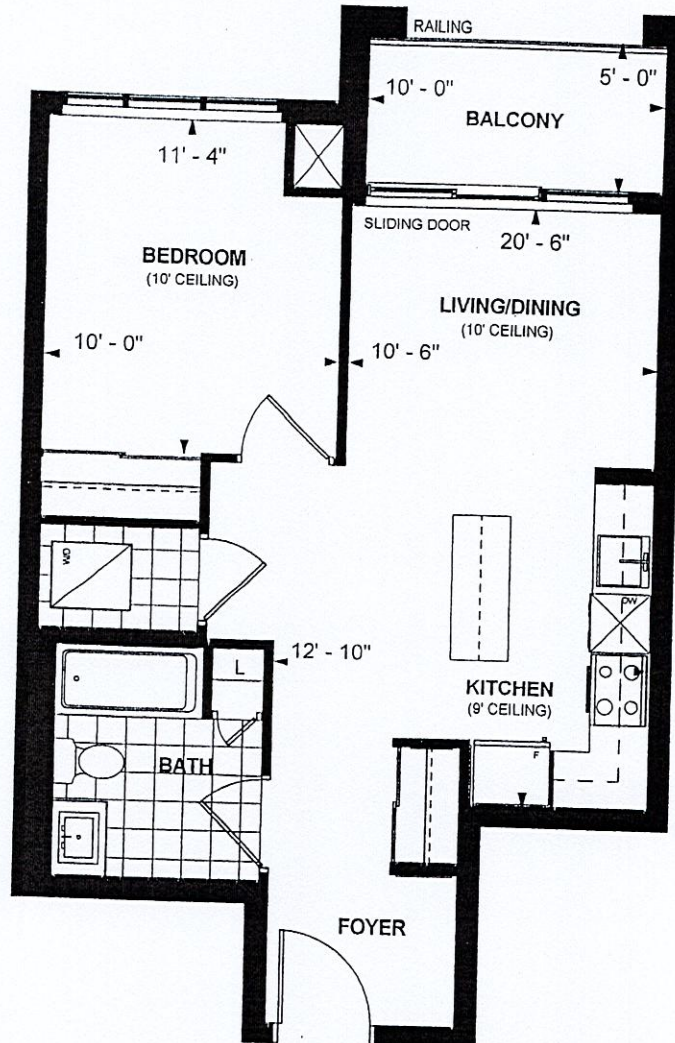 RAILING
10' - 0"
5' - 0"
BALCONY
11' - 4"
SLIDING DOOR
20' - 6"
BEDROOM
(10' CEILING)
LIVING/DINING
(10' CEILING)
10' - 0"
10' - 6"
W/D
DW
L
12' - 10"
KITCHEN
(9' CEILING)
F
BATH
FOYER